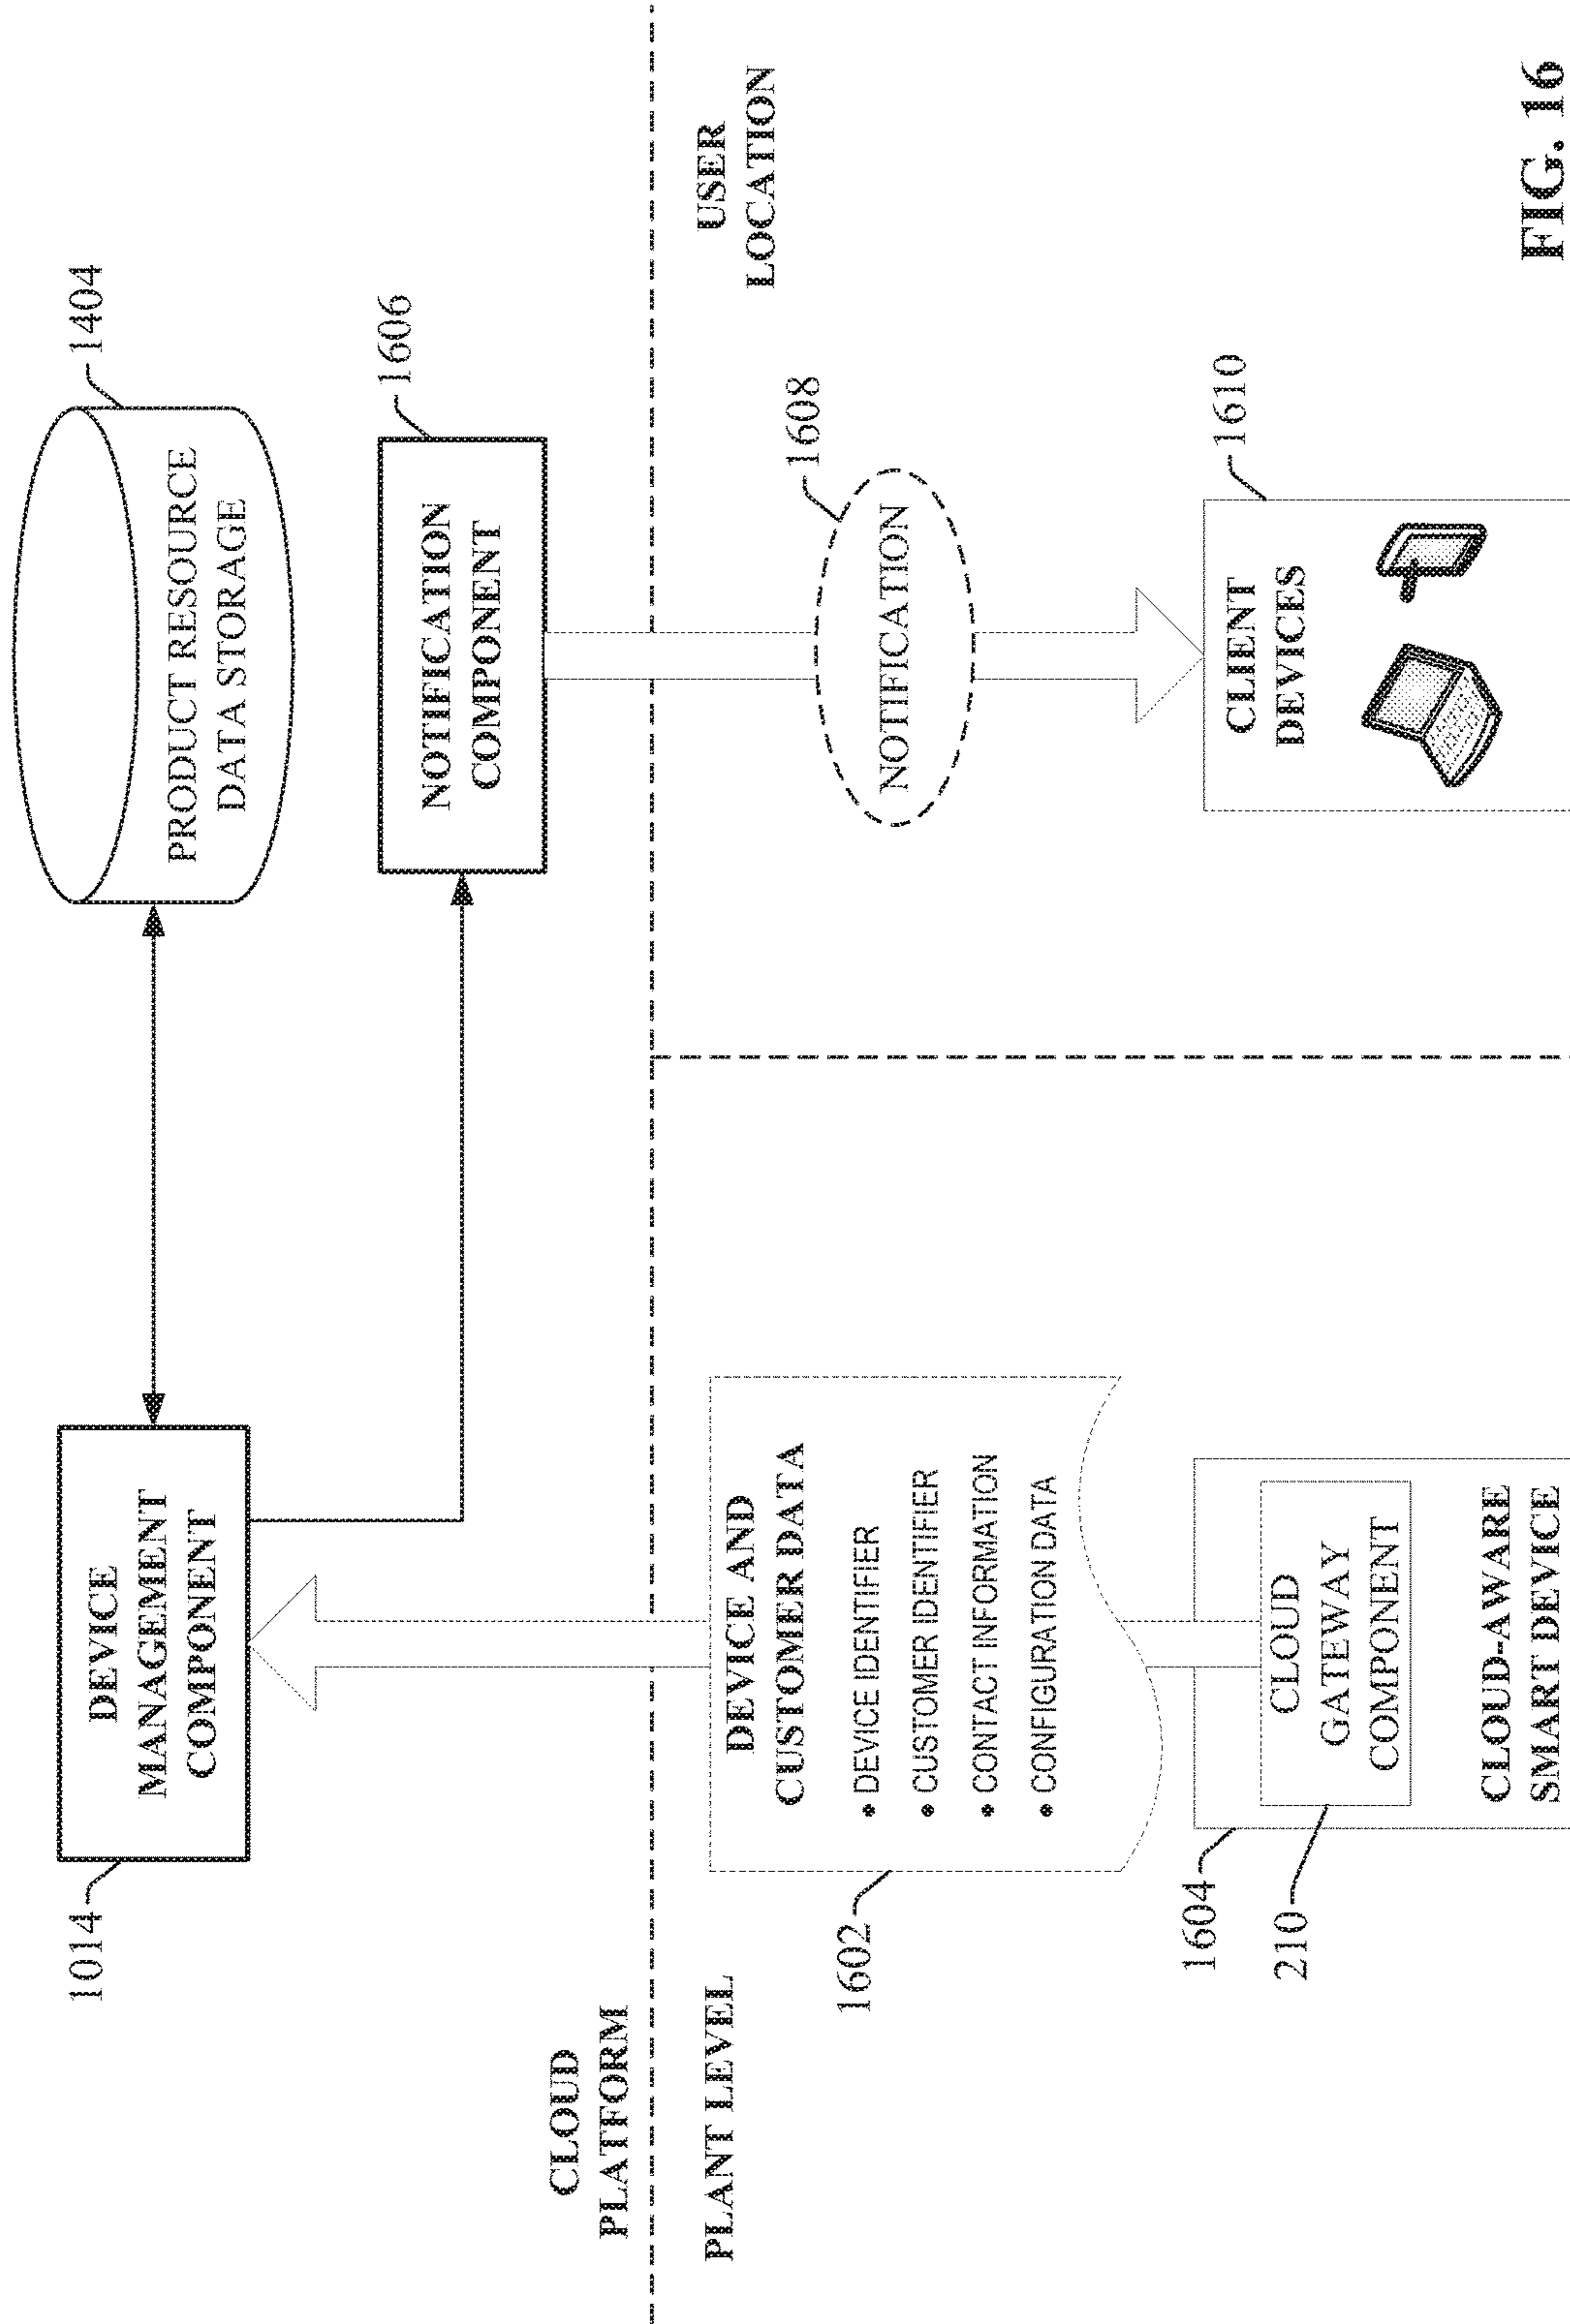 1014
DEVICE
MANAGEMENT
COMPONENT
1404
PRODUCT RESOURCE
DATA STORAGE
1606
NOTIFICATION
COMPONENT
CLOUD
PLATFORM
PLANT LEVEL
USER
LOCATION
1602
DEVICE AND
CUSTOMER DATA
• DEVICE IDENTIFIER
• CUSTOMER IDENTIFIER
• CONTACT INFORMATION
• CONFIGURATION DATA
1608
NOTIFICATION
1604
210
CLOUD
GATEWAY
COMPONENT
CLOUD-AWARE
SMART DEVICE
1610
CLIENT
DEVICES
FIG. 16